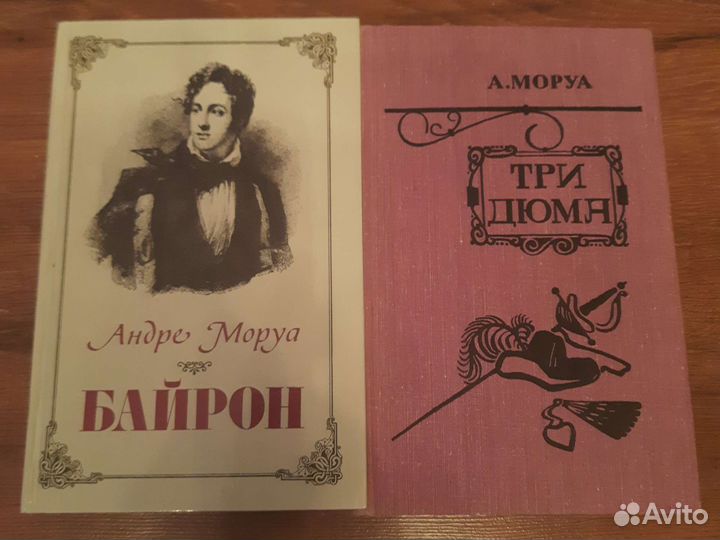 Андре Моруа
БАЙРОН
А.МОРУА
ТРИ
ДЮМА
Avito